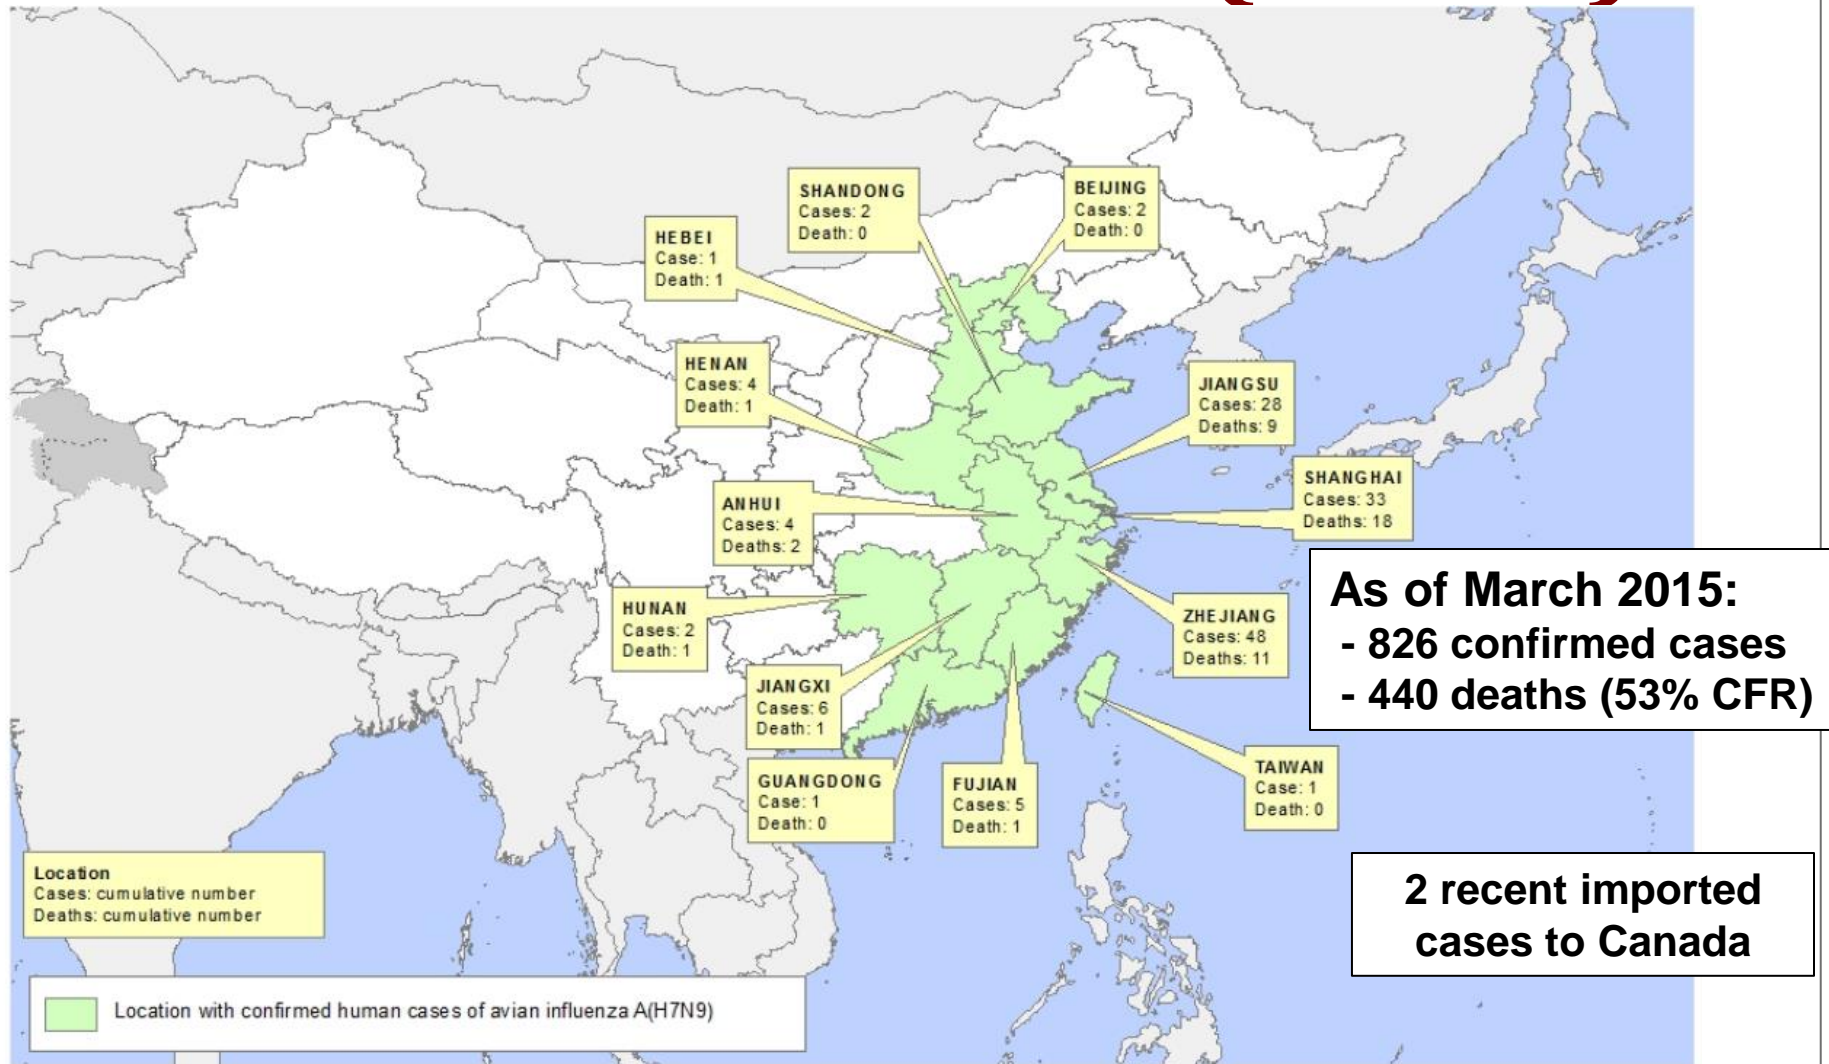 SHANDONG
Cases: 2
Death: 0
BEIJING
Cases: 2
Death: 0
HEBEI
Case: 1
Death: 1
HENAN
Cases: 4
Death: 1
JIANGSU
Cases: 28
Deaths: 9
SHANGHAI
Cases: 33
Deaths: 18
ANHUI
Cases: 4
Deaths: 2
As of March 2015:
- 826 confirmed cases
- 440 deaths (53% CFR)
HUNAN
Cases: 2
Death: 1
ZHEJIANG
Cases: 48
Deaths: 11
JIANGXI
Cases: 6
Death: 1
GUANGDONG
Case: 1
Death: 0
FUJIAN
Cases: 5
Death: 1
TAIWAN
Case: 1
Death: 0
Location
Cases: cumulative number
Deaths: cumulative number
2 recent imported
cases to Canada
Location with confirmed human cases of avian influenza A(H7N9)